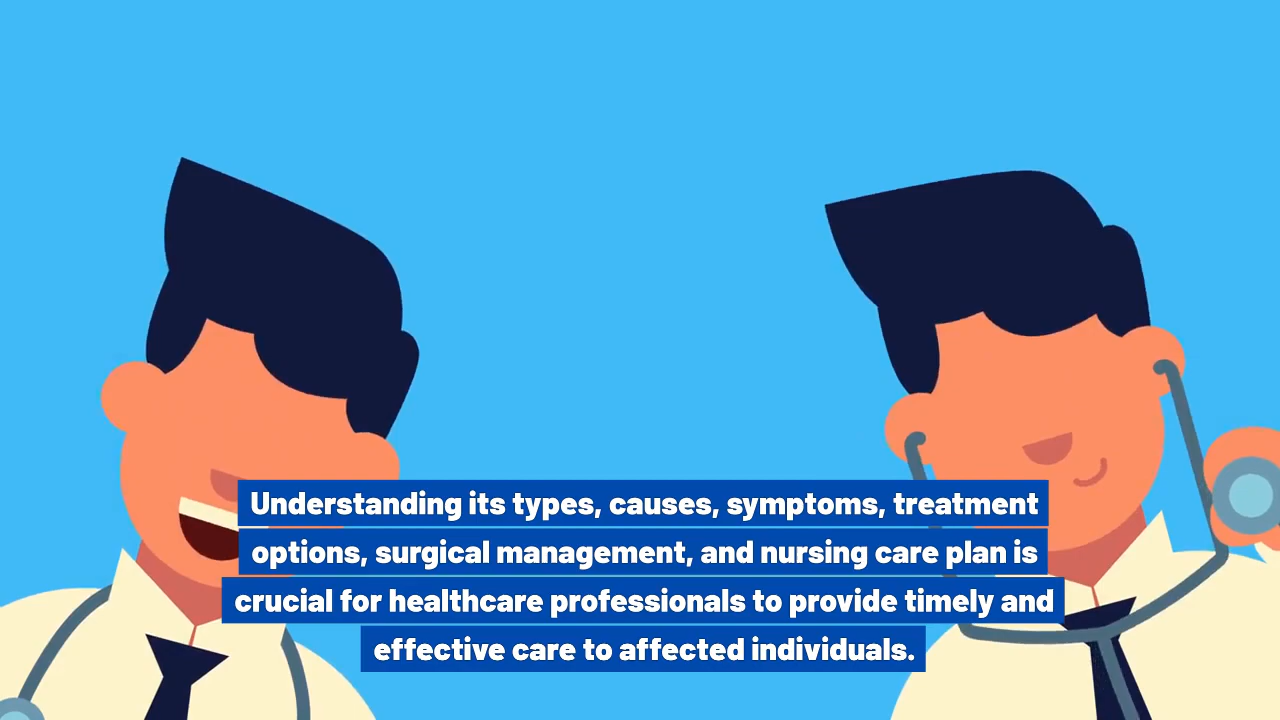 Understanding its types, causes, symptoms, treatment
options, surgical management, and nursing care plan is
crucial for healthcare professionals to provide timely and
effective care to affected individuals.